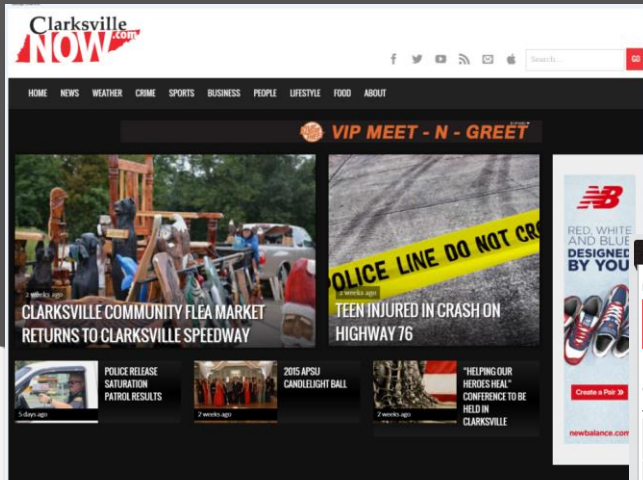 Clarksville
NOW.com
Search...
GO
HOME NEWS WEATHER CRIME SPORTS BUSINESS PEOPLE LIFESTYLE FOOD ABOUT
VIP MEET - N - GREET
2 weeks ago
CLARKSVILLE COMMUNITY FLEA MARKET
RETURNS TO CLARKSVILLE SPEEDWAY
POLICE LINE DO NOT CRO
2 weeks ago
TEEN INJURED IN CRASH ON
HIGHWAY 76
POLICE RELEASE
SATURATION
PATROL RESULTS
5 days ago
2015 APSU
CANDLELIGHT BALL
2 weeks ago
"HELPING OUR
HEROES HEAL"
CONFERENCE TO BE
HELD IN
CLARKSVILLE
2 weeks ago
NB
RED, WHITE
AND BLUE
DESIGNED
BY YOU
Create a Pair »
newbalance.com